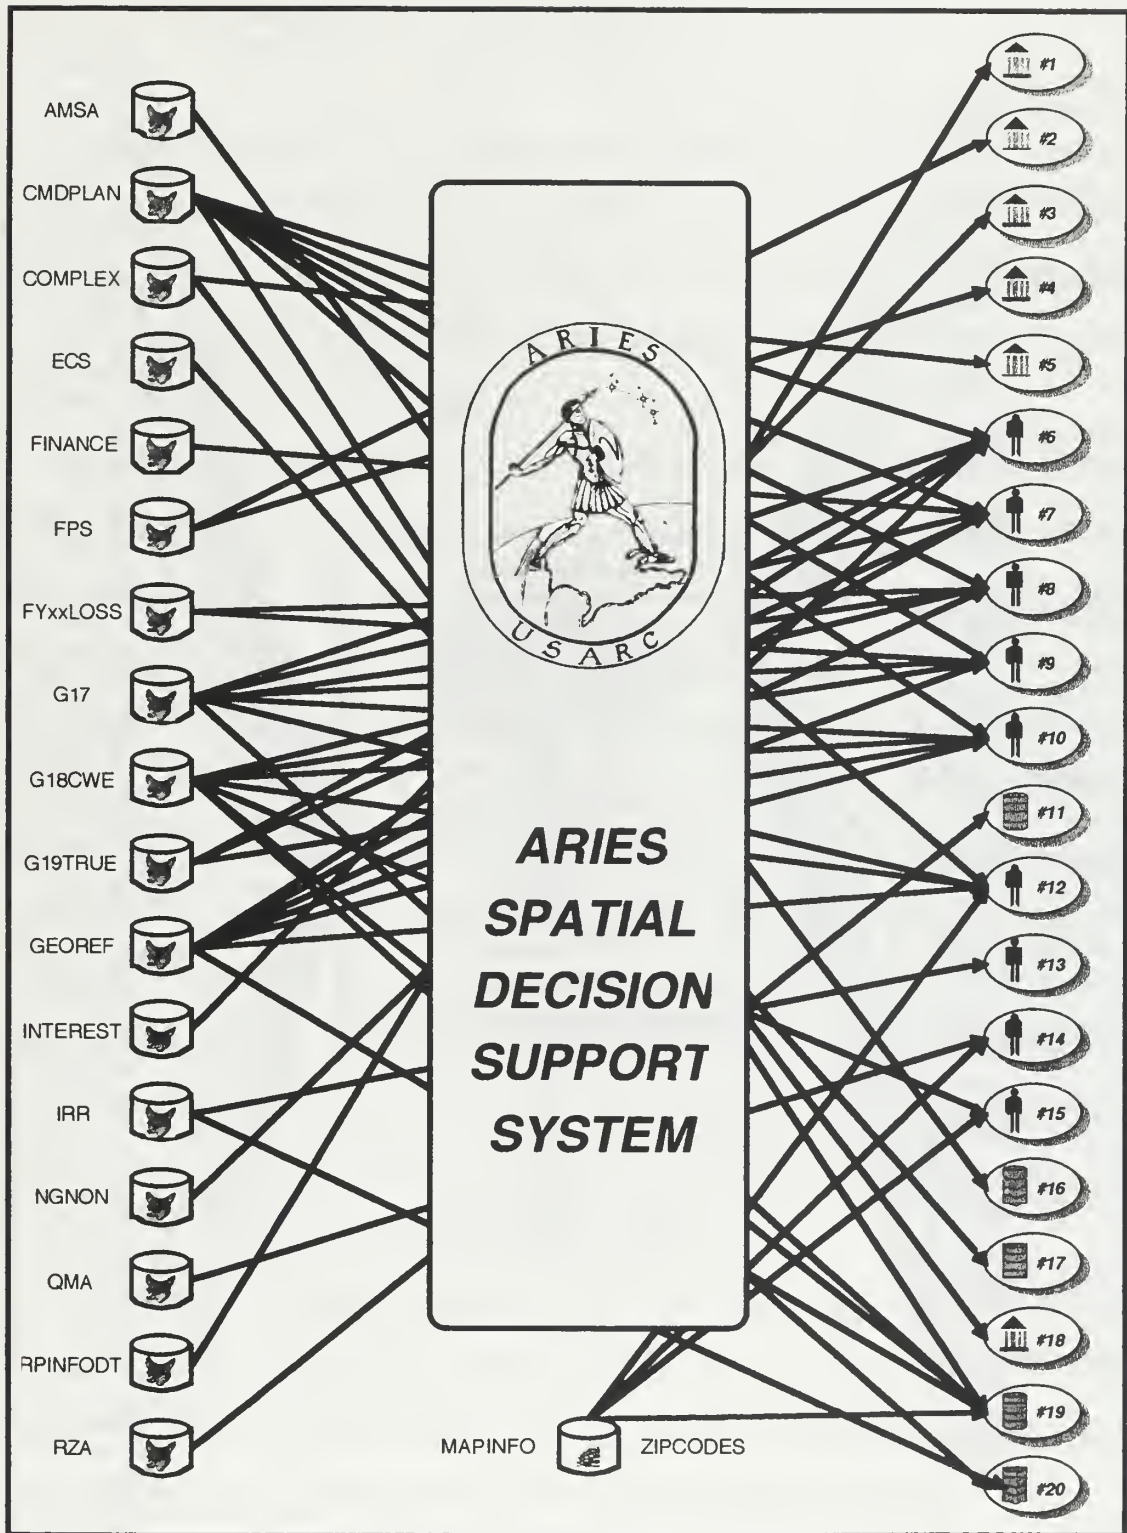 AMSA
CMDPLAN
COMPLEX
ECS
FINANCE
FPS
FYxxLOSS
G17
G18CWE
G19TRUE
GEOREF
INTEREST
IRR
NGNON
QMA
RPINFODT
RZA
ARIES
USARC
ARIES
SPATIAL
DECISION
SUPPORT
SYSTEM
MAPINFO ZIPCODES
#1
#2
#3
#4
#5
#6
#7
#8
#9
#10
#11
#12
#13
#14
#15
#16
#17
#18
#19
#20